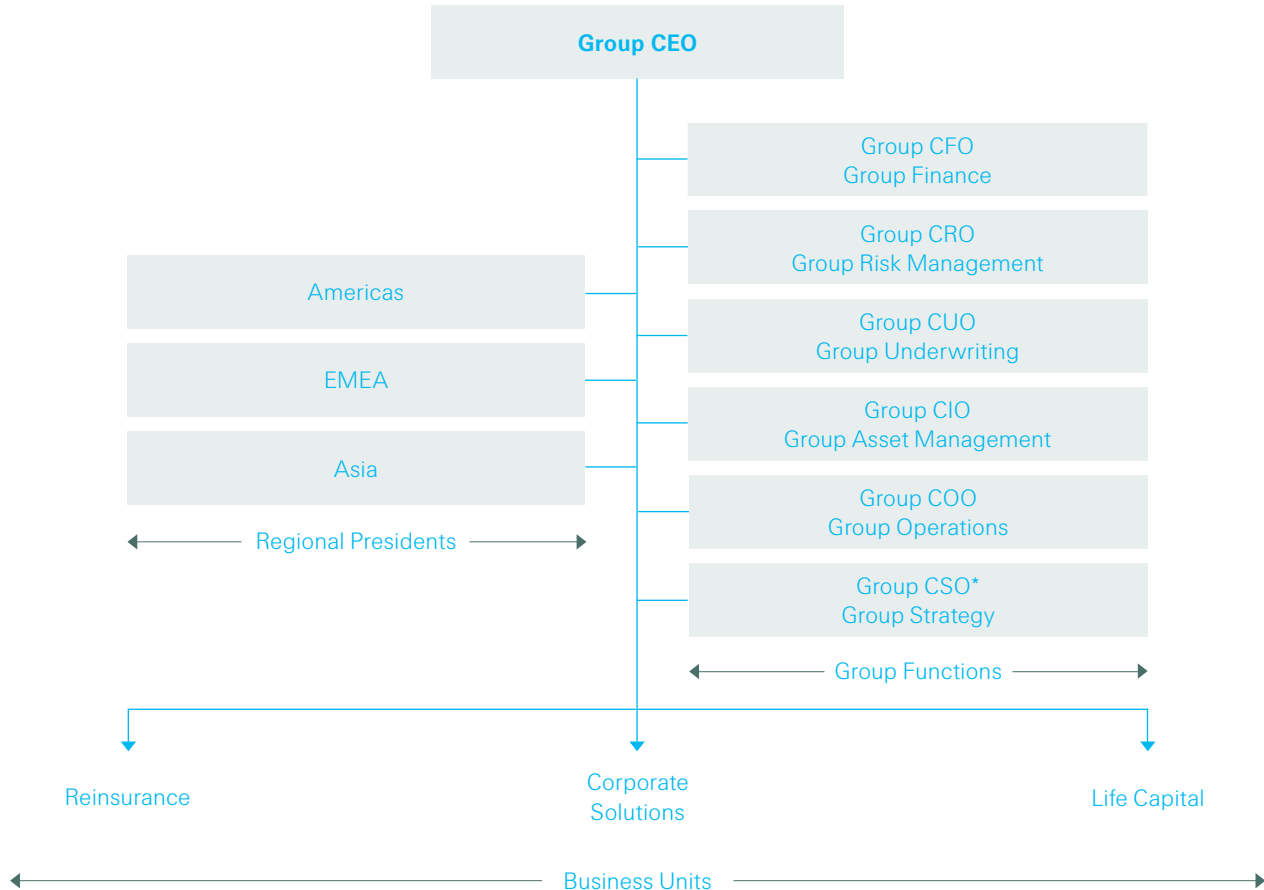 Group CEO
Group CFO
Group Finance
Group CRO
Group Risk Management
Group CUO
Group Underwriting
Group CIO
Group Asset Management
Group COO
Group Operations
Group CSO*
Group Strategy
Group Functions
Americas
EMEA
Asia
Regional Presidents
Reinsurance
Corporate
Solutions
Life Capital
Business Units